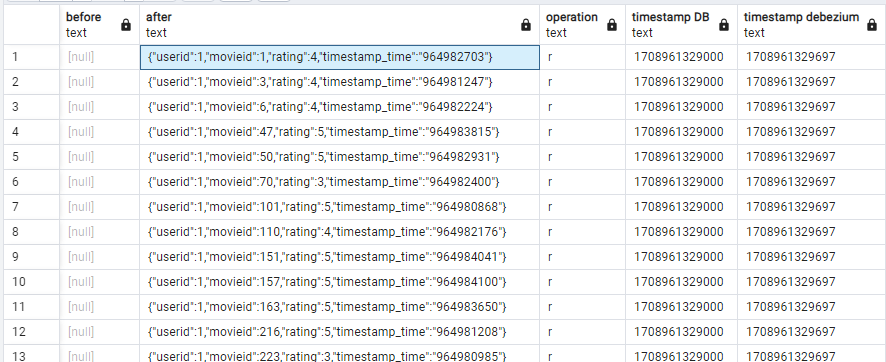 before after operation timestamp DB timestamp debezium
text text text text text
1 [null] {"userid":1,"movieid":1,"rating":4,"timestamp_time":"964982703"} r 1708961329000 1708961329697
2 [null] {"userid":1,"movieid":3,"rating":4,"timestamp_time":"964981247"} r 1708961329000 1708961329697
3 [null] {"userid":1,"movieid":6,"rating":4,"timestamp_time":"964982224"} r 1708961329000 1708961329697
4 [null] {"userid":1,"movieid":47,"rating":5,"timestamp_time":"964983815"} r 1708961329000 1708961329697
5 [null] {"userid":1,"movieid":50,"rating":5,"timestamp_time":"964982931"} r 1708961329000 1708961329697
6 [null] {"userid":1,"movieid":70,"rating":3,"timestamp_time":"964982400"} r 1708961329000 1708961329697
7 [null] {"userid":1,"movieid":101,"rating":5,"timestamp_time":"964980868"} r 1708961329000 1708961329697
8 [null] {"userid":1,"movieid":110,"rating":4,"timestamp_time":"964982176"} r 1708961329000 1708961329697
9 [null] {"userid":1,"movieid":151,"rating":5,"timestamp_time":"964984041"} r 1708961329000 1708961329697
10 [null] {"userid":1,"movieid":157,"rating":5,"timestamp_time":"964984100"} r 1708961329000 1708961329697
11 [null] {"userid":1,"movieid":163,"rating":5,"timestamp_time":"964983650"} r 1708961329000 1708961329697
12 [null] {"userid":1,"movieid":216,"rating":5,"timestamp_time":"964981208"} r 1708961329000 1708961329697
13 [null] {"userid":1,"movieid":223,"rating":3,"timestamp_time":"964980985"} r 1708961329000 1708961329697